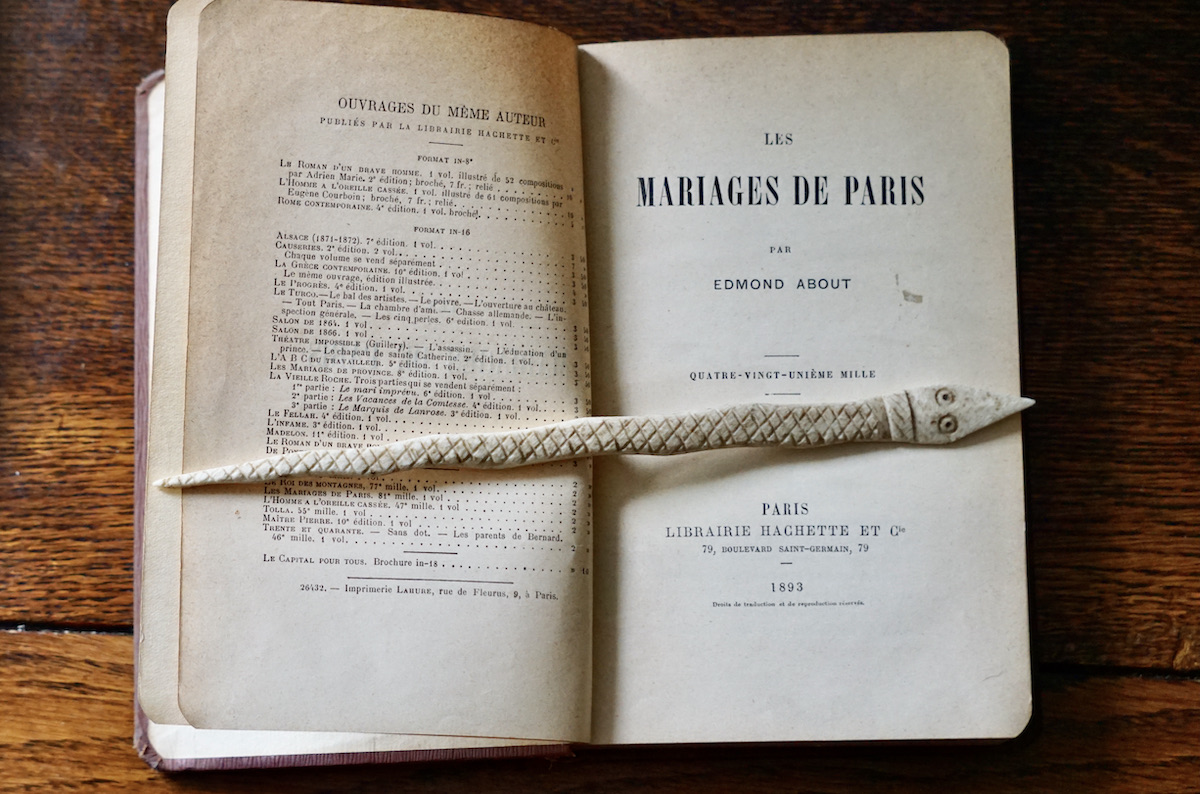 OUVRAGES DU MÊME AUTEUR
PUBLIÉS PAR LA LIBRAIRIE HACHETTE ET Cie
FORMAT IN-8°
LE ROMAN D'UN BRAVE HOMME. 1 vol. illustré de 52 compositions
par Adrien Marie. 2e édition; broché, 7 fr.; relié
L'HOMME A L'OREILLE CASSÉE. 1 vol. illustré de 61 compositions par
Eugène Courboin; broché, 7 fr.; relié.
ROME CONTEMPORAINE. 4e édition. 1 vol. broché.
FORMAT IN-16
ALSACE (1871-1872). 7e édition. 1 vol.
CAUSERIES. 2e édition. 2 vol.
Chaque volume se vend séparément
LA GRÈCE CONTEMPORAINE. 10e édition. 1 vol
Le même ouvrage, édition illustrée.
LE PROGRÈS. 4e édition. 1 vol.
LE TURCO. — Le bal des artistes. — Le poivre. — L'ouverture au château.
— Tout Paris. — La chambre d'ami. — Chasse allemande. — L'in-
spection générale. — Les cinq perles. 6e édition. 1 vol.
SALON DE 1864. 1 vol
SALON DE 1866. 1 vol
THÉATRE IMPOSSIBLE (Guillery). — L'assassin. — L'éducation d'un
prince. — Le chapeau de sainte Catherine. 2e édition. 1 vol.
L'A B C DU TRAVAILLEUR. 5e édition. 1 vol.
LES MARIAGES DE PROVINCE. 8e édition. 1 vol.
LA VIEILLE ROCHE. Trois parties qui se vendent séparément :
1re partie : Le mari imprévu. 6e édition. 1 vol.
2e partie : Les Vacances de la Comtesse. 4e édition. 1 vol.
3e partie : Le Marquis de Lanrose. 3e édition. 1 vol.
LE FELLAH. 4e édition. 1 vol.
L'INFAME. 3e édition. 1 vol.
MADELON. 11e édition. 1 vol
LE ROMAN D'UN BRAVE
DE
LE ROI DES MONTAGNES, 77e mille. 1 vol
LES MARIAGES DE PARIS. 81e mille. 1 vol
L'HOMME A L'OREILLE CASSÉE. 47e mille. 1 vol
TOLLA. 55e mille. 1 vol
MAÎTRE PIERRE. 10e édition. 1 vol
TRENTE ET QUARANTE. — Sans dot. — Les parents de Bernard.
46e mille. 1 vol.
LE CAPITAL POUR TOUS. Brochure in-18
26432. — Imprimerie LAHURE, rue de Fleurus, 9, à Paris.
LES
MARIAGES DE PARIS
PAR
EDMOND ABOUT
QUATRE-VINGT-UNIÈME MILLE
PARIS
LIBRAIRIE HACHETTE ET Cie
79, BOULEVARD SAINT-GERMAIN, 79
1893
Droits de traduction et de reproduction réservés.